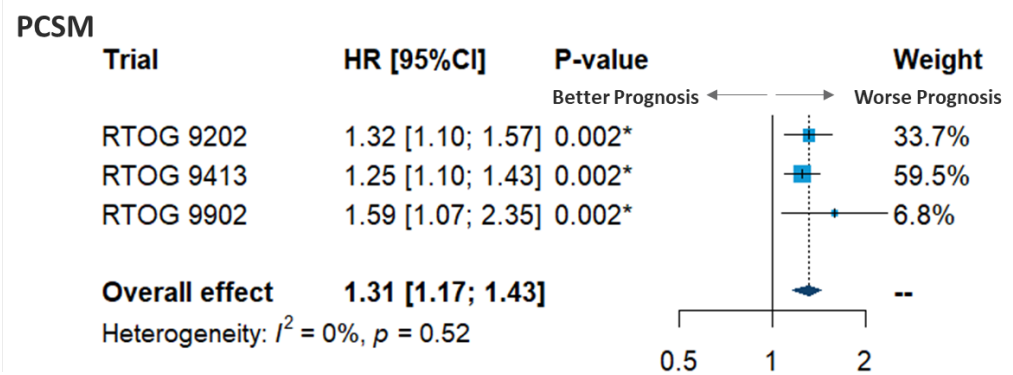 PCSM
Trial HR [95%CI] P-value Weight
Better Prognosis Worse Prognosis
RTOG 9202 1.32 [1.10; 1.57] 0.002* 33.7%
RTOG 9413 1.25 [1.10; 1.43] 0.002* 59.5%
RTOG 9902 1.59 [1.07; 2.35] 0.002* 6.8%
Overall effect 1.31 [1.17; 1.43] --
Heterogeneity: I² = 0%, p = 0.52
0.5 1 2